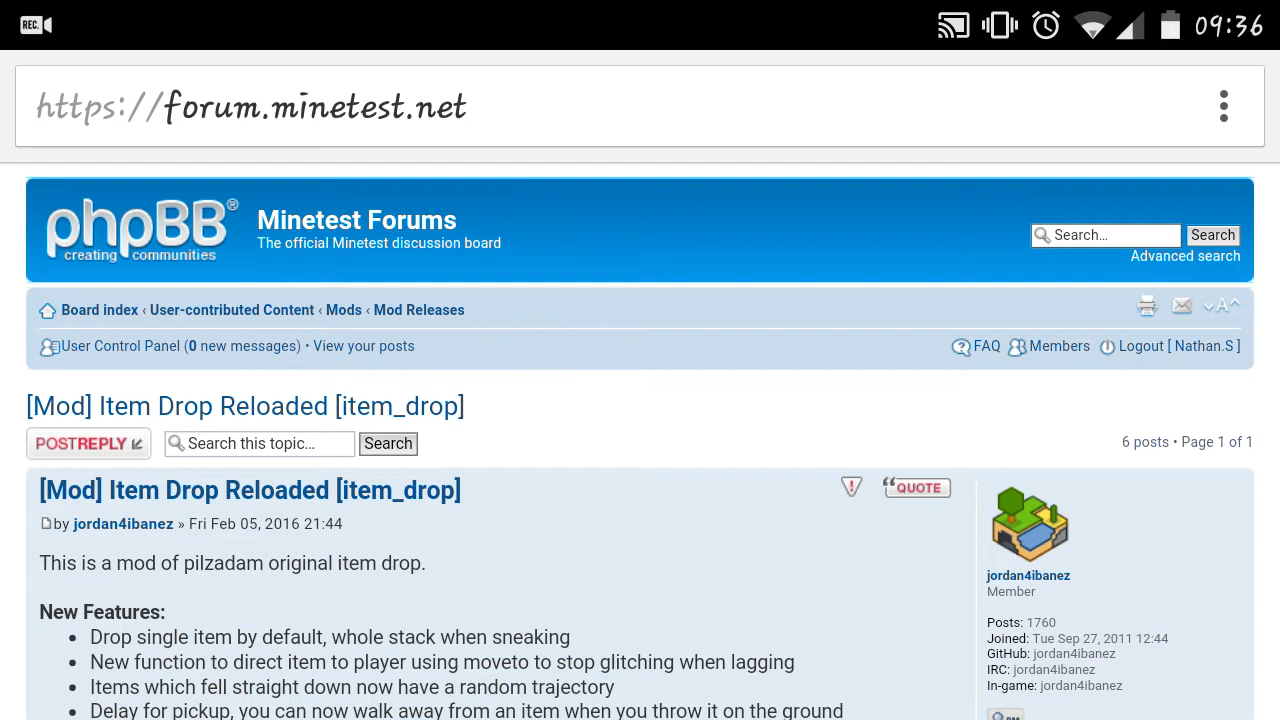 REC.
09:36
https://forum.minetest.net
phpBB®
creating communities
Minetest Forums
The official Minetest discussion board
Search…
Search
Advanced search
Board index ‹ User-contributed Content ‹ Mods ‹ Mod Releases
A
User Control Panel (0 new messages) • View your posts
FAQ Members Logout [ Nathan.S ]
[Mod] Item Drop Reloaded [item_drop]
POSTREPLY
Search this topic…
Search
6 posts • Page 1 of 1
[Mod] Item Drop Reloaded [item_drop]
QUOTE
by jordan4ibanez » Fri Feb 05, 2016 21:44
This is a mod of pilzadam original item drop.
New Features:
• Drop single item by default, whole stack when sneaking
• New function to direct item to player using moveto to stop glitching when lagging
• Items which fell straight down now have a random trajectory
• Delay for pickup, you can now walk away from an item when you throw it on the ground
jordan4ibanez
Member
Posts: 1760
Joined: Tue Sep 27, 2011 12:44
GitHub: jordan4ibanez
IRC: jordan4ibanez
In-game: jordan4ibanez